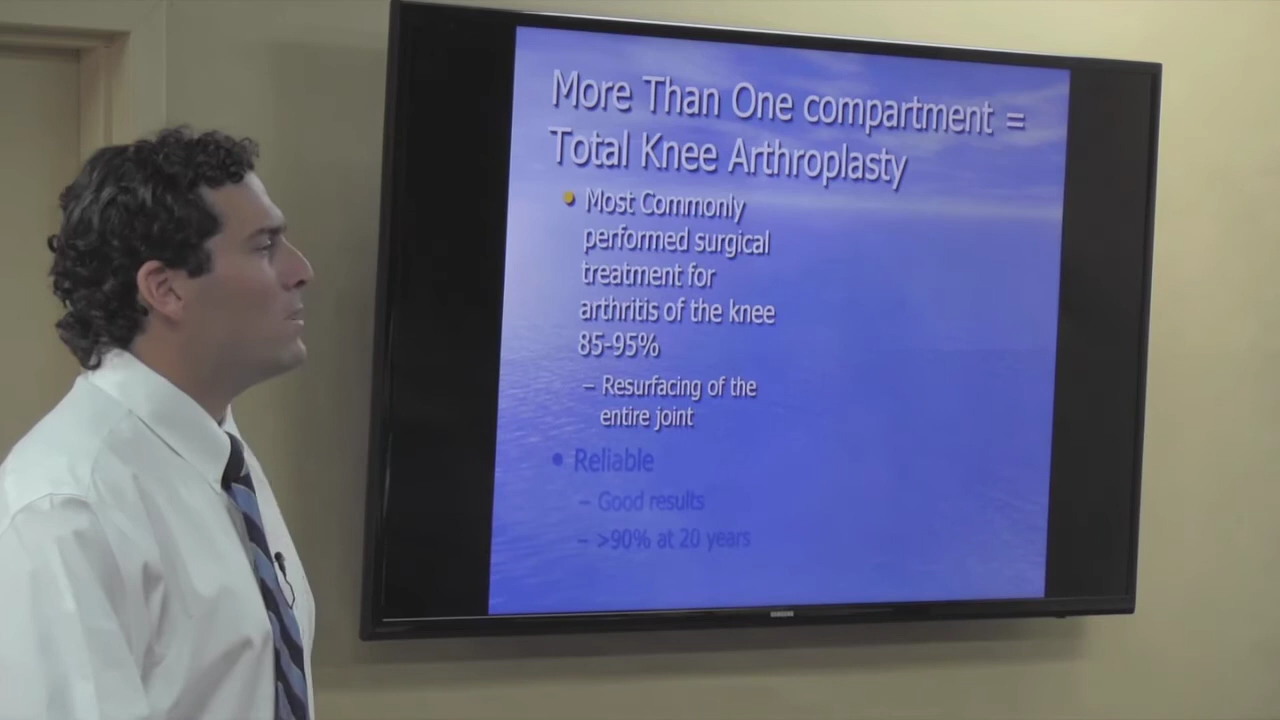 More Than One compartment =
Total Knee Arthroplasty
• Most Commonly
performed surgical
treatment for
arthritis of the knee
85-95%
– Resurfacing of the
entire joint
• Reliable
– Good results
– >90% at 20 years
SAMSUNG